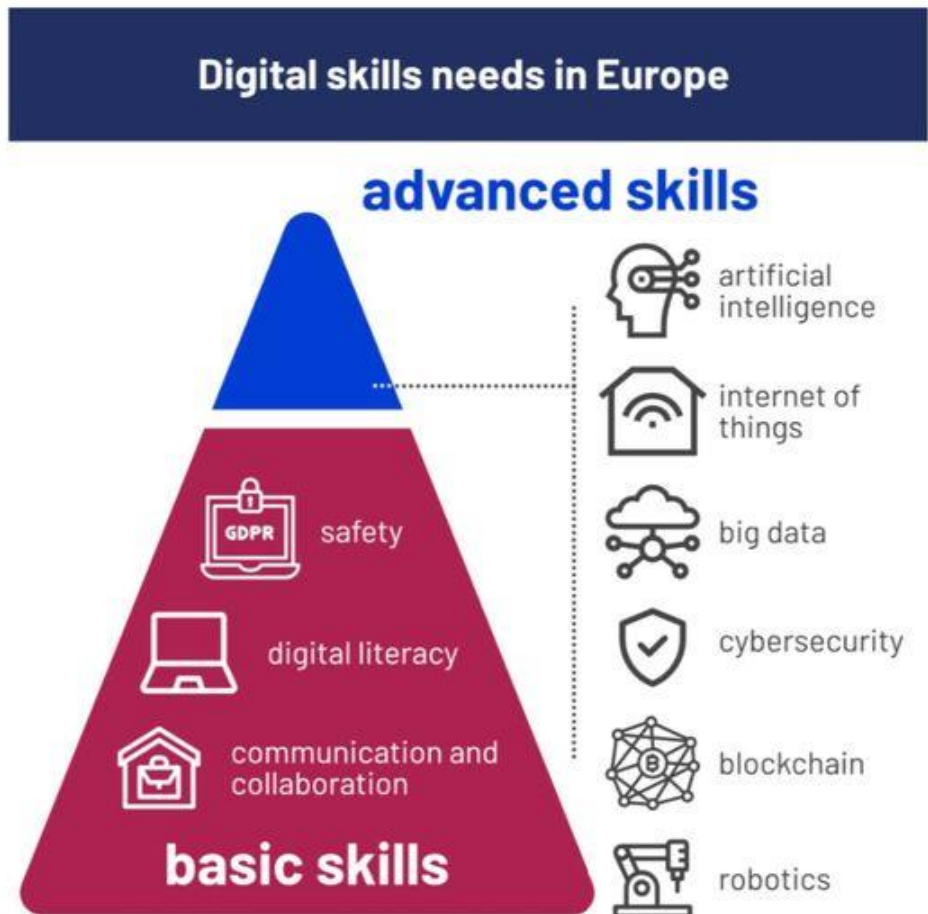 Digital skills needs in Europe
advanced skills
artificial
intelligence
internet of
things
big data
cybersecurity
blockchain
robotics
GDPR
safety
digital literacy
communication and
collaboration
basic skills